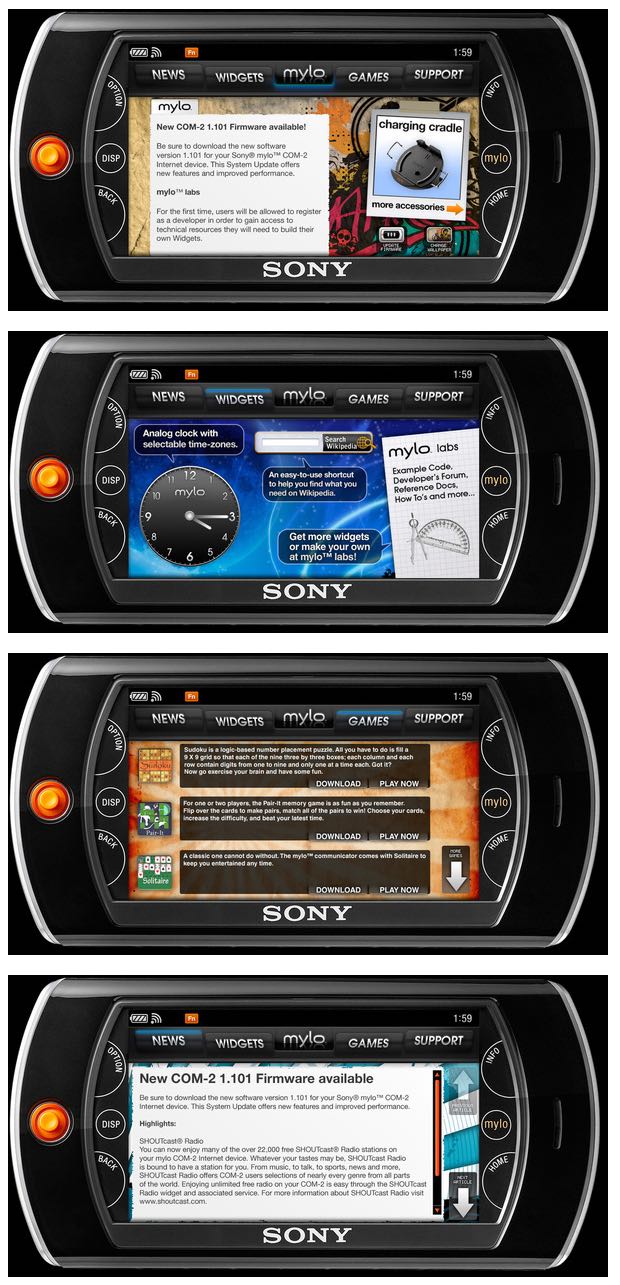 Fn
1:59
NEWS
WIDGETS
mylo
GAMES
SUPPORT
OPTION
DISP
BACK
INFO
mylo
HOME
mylo
New COM-2 1.101 Firmware available!
Be sure to download the new software
version 1.101 for your Sony® mylo™ COM-2
Internet device. This System Update offers
new features and improved performance.
mylo™ labs
For the first time, users will be allowed to register
as a developer in order to gain access to
technical resources they will need to build their
own Widgets.
charging cradle
more accessories
UPDATE
FIRMWARE
CHANGE
WALLPAPER
SONY
Fn
1:59
NEWS
WIDGETS
mylo
GAMES
SUPPORT
OPTION
DISP
BACK
INFO
mylo
HOME
Analog clock with
selectable time-zones.
12
1
2
3
4
5
6
7
8
9
10
11
mylo
Search
Wikipedia
An easy-to-use shortcut
to help you find what you
need on Wikipedia.
Get more widgets
or make your own
at mylo™ labs!
mylo labs
Example Code,
Developer's Forum,
Reference Docs,
How To's and more...
SONY
Fn
1:59
NEWS
WIDGETS
mylo
GAMES
SUPPORT
OPTION
DISP
BACK
INFO
mylo
HOME
Sudoku
Sudoku is a logic-based number placement puzzle. All you have to do is fill a
9 X 9 grid so that each of the nine three by three boxes; each column and each
row contain digits from one to nine and only one at a time each. Got it?
Now go exercise your brain and have some fun.
DOWNLOAD
PLAY NOW
Pair-It
For one or two players, the Pair-It memory game is as fun as you remember.
Flip over the cards to make pairs, match all of the pairs to win! Choose your cards,
increase the difficulty, and beat your latest time.
DOWNLOAD
PLAY NOW
Solitaire
A classic one cannot do without. The mylo™ communicator comes with Solitaire to
keep you entertained any time.
DOWNLOAD
PLAY NOW
MORE
GAMES
SONY
Fn
1:59
NEWS
WIDGETS
mylo
GAMES
SUPPORT
OPTION
DISP
BACK
INFO
mylo
HOME
New COM-2 1.101 Firmware available
Be sure to download the new software version 1.101 for your Sony® mylo™ COM-2
Internet device. This System Update offers new features and improved performance.
Highlights:
SHOUTcast® Radio
You can now enjoy many of the over 22,000 free SHOUTcast® Radio stations on
your mylo COM-2 Internet device. Whatever your tastes may be, SHOUTcast Radio
is bound to have a station for you. From music, to talk, to sports, news and more,
SHOUTcast Radio offers COM-2 users selections of nearly every genre from all parts
of the world. Enjoying unlimited free radio on your COM-2 is easy through the SHOUTcast
Radio widget and associated service. For more information about SHOUTcast Radio visit
www.shoutcast.com.
PREVIOUS
ARTICLE
NEXT
ARTICLE
SONY